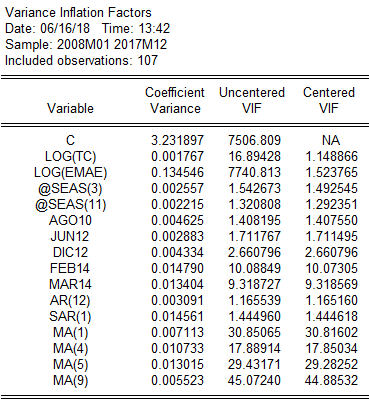 Variance Inflation Factors
Date: 06/16/18 Time: 13:42
Sample: 2008M01 2017M12
Included observations: 107
Coefficient Uncentered Centered
Variable Variance VIF VIF
C 3.231897 7506.809 NA
LOG(TC) 0.001767 16.89428 1.148866
LOG(EMAE) 0.134546 7740.813 1.523765
@SEAS(3) 0.002557 1.542673 1.492545
@SEAS(11) 0.002215 1.320808 1.292351
AGO10 0.004625 1.408195 1.407550
JUN12 0.002883 1.711767 1.711495
DIC12 0.004334 2.660796 2.660796
FEB14 0.014790 10.08849 10.07305
MAR14 0.013404 9.318727 9.318569
AR(12) 0.003091 1.165539 1.165160
SAR(1) 0.014561 1.444960 1.444618
MA(1) 0.007113 30.85065 30.81602
MA(4) 0.010733 17.88914 17.85034
MA(5) 0.013015 29.43171 29.28252
MA(9) 0.005523 45.07240 44.88532